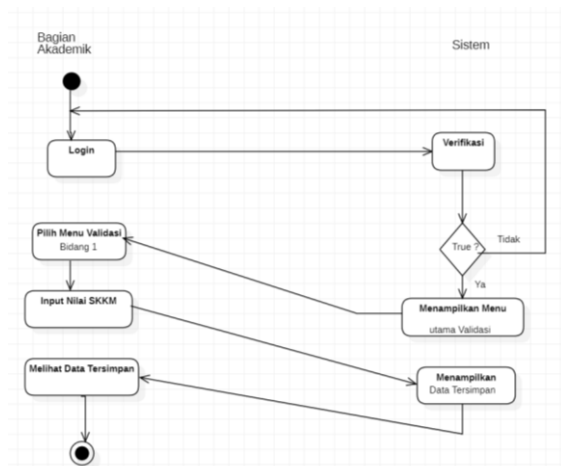 Bagian
Akademik
Sistem
Login
Verifikasi
True ?
Tidak
Ya
Pilih Menu Validasi
Bidang 1
Input Nilai SKKM
Menampilkan Menu
utama Validasi
Melihat Data Tersimpan
Menampilkan
Data Tersimpan